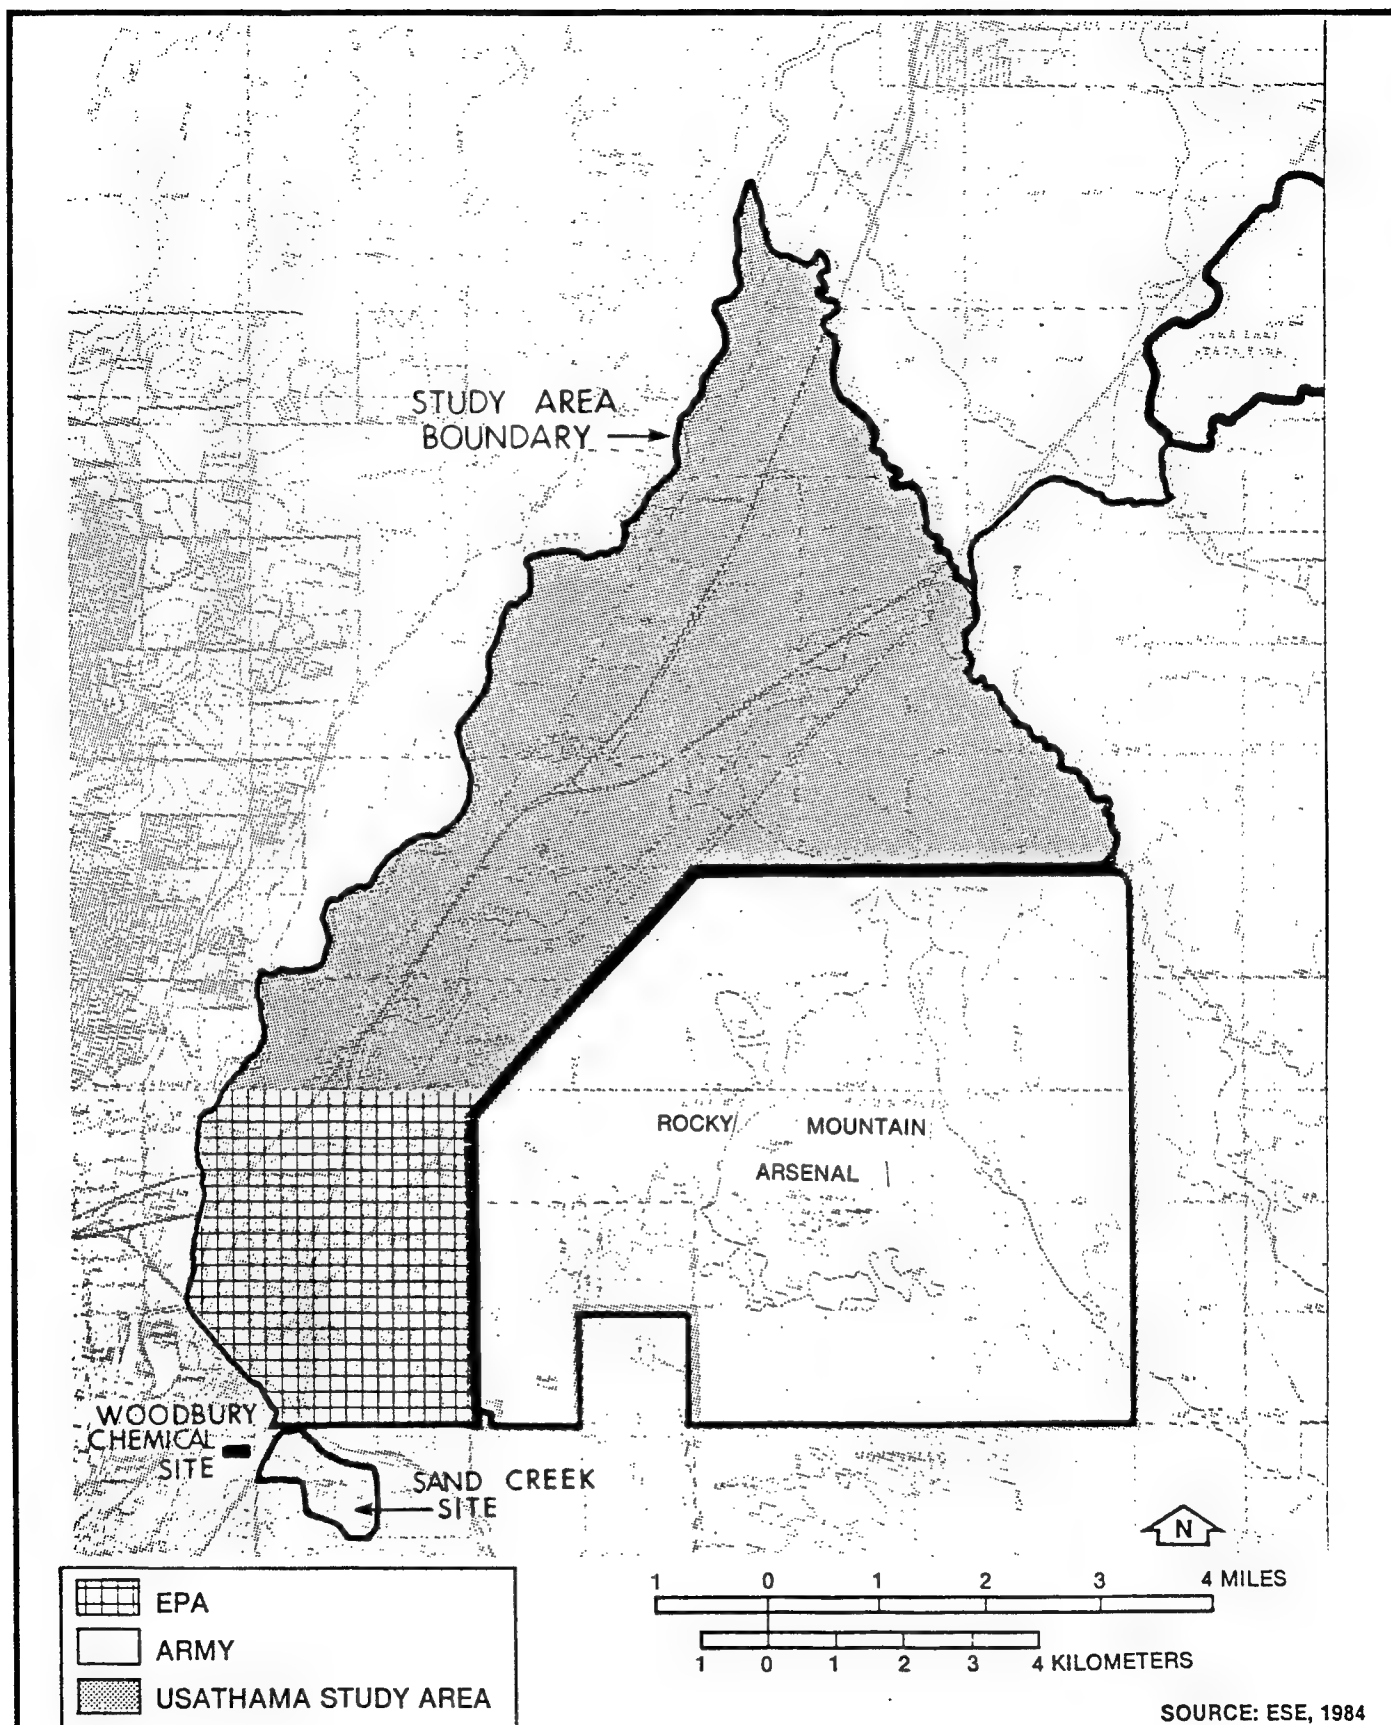 STUDY AREA
BOUNDARY
ROCKY MOUNTAIN
ARSENAL
WOODBURY
CHEMICAL
SITE
SAND CREEK
SITE
N
EPA
ARMY
USATHAMA STUDY AREA
1 0 1 2 3 4 MILES
1 0 1 2 3 4 KILOMETERS
SOURCE: ESE, 1984